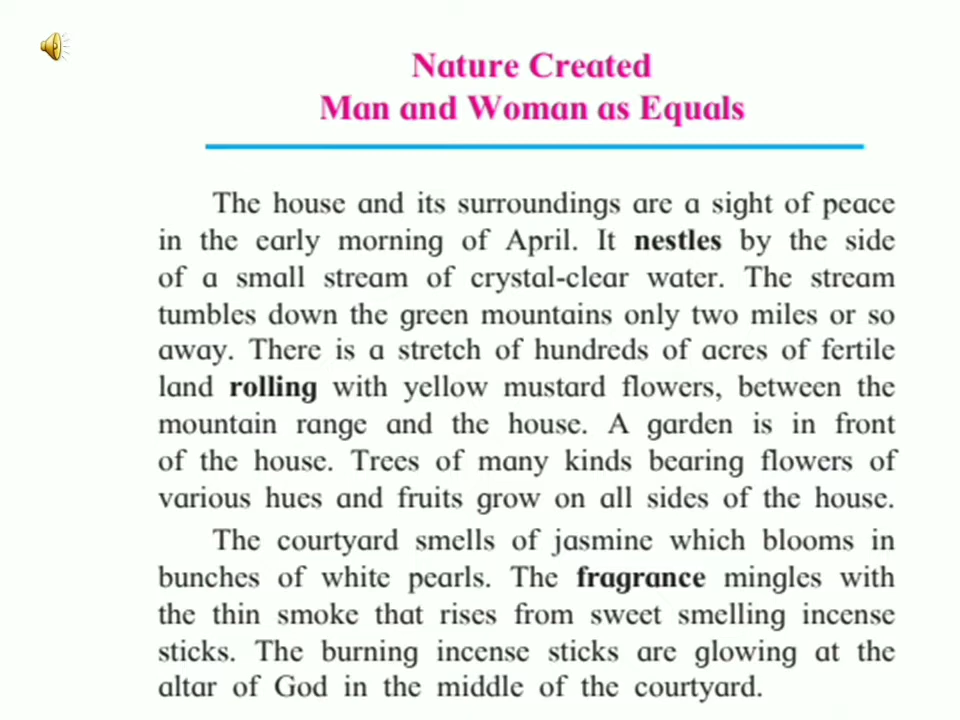 Nature Created
Man and Woman as Equals
The house and its surroundings are a sight of peace
in the early morning of April. It nestles by the side
of a small stream of crystal-clear water. The stream
tumbles down the green mountains only two miles or so
away. There is a stretch of hundreds of acres of fertile
land rolling with yellow mustard flowers, between the
mountain range and the house. A garden is in front
of the house. Trees of many kinds bearing flowers of
various hues and fruits grow on all sides of the house.
The courtyard smells of jasmine which blooms in
bunches of white pearls. The fragrance mingles with
the thin smoke that rises from sweet smelling incense
sticks. The burning incense sticks are glowing at the
altar of God in the middle of the courtyard.